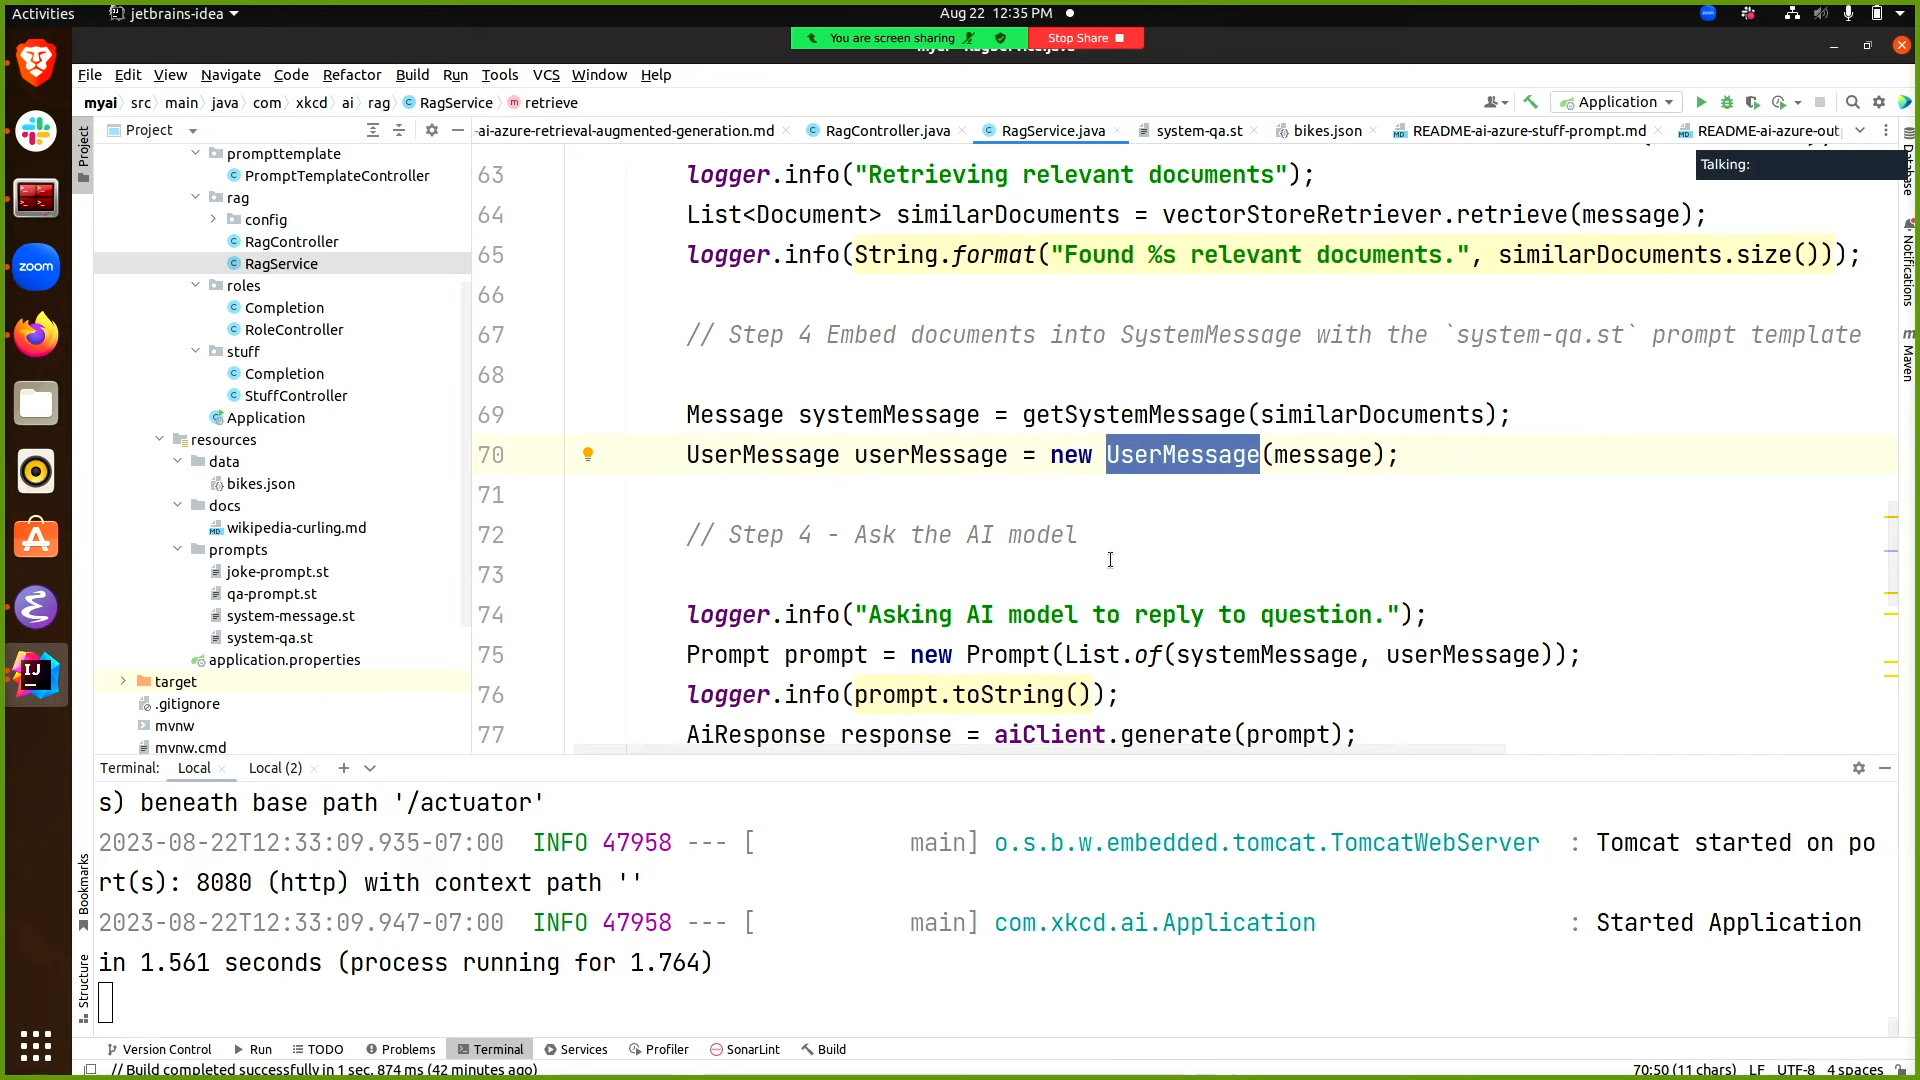 Activities jetbrains-idea Aug 22 12:35 PM zoom
You are screen sharing Stop Share
File Edit View Navigate Code Refactor Build Run Tools VCS Window Help
myai src main java com xkcd ai rag RagService retrieve Application
Project -ai-azure-retrieval-augmented-generation.md RagController.java RagService.java system-qa.st bikes.json README-ai-azure-stuff-prompt.md README-ai-azure-out
Talking:
Project
Database
Notifications
Maven
prompttemplate
PromptTemplateController
rag
config
RagController
RagService
roles
Completion
RoleController
stuff
Completion
StuffController
Application
resources
data
bikes.json
docs
wikipedia-curling.md
prompts
joke-prompt.st
qa-prompt.st
system-message.st
system-qa.st
application.properties
target
.gitignore
mvnw
mvnw.cmd
63 logger.info("Retrieving relevant documents");
64 List<Document> similarDocuments = vectorStoreRetriever.retrieve(message);
65 logger.info(String.format("Found %s relevant documents.", similarDocuments.size()));
66
67 // Step 4 Embed documents into SystemMessage with the `system-qa.st` prompt template
68
69 Message systemMessage = getSystemMessage(similarDocuments);
70 UserMessage userMessage = new UserMessage(message);
71
72 // Step 4 - Ask the AI model
73
74 logger.info("Asking AI model to reply to question.");
75 Prompt prompt = new Prompt(List.of(systemMessage, userMessage));
76 logger.info(prompt.toString());
77 AiResponse response = aiClient.generate(prompt);
zoom
IJ
Terminal: Local Local (2)
s) beneath base path '/actuator'
2023-08-22T12:33:09.935-07:00 INFO 47958 --- [ main] o.s.b.w.embedded.tomcat.TomcatWebServer : Tomcat started on po
rt(s): 8080 (http) with context path ''
2023-08-22T12:33:09.947-07:00 INFO 47958 --- [ main] com.xkcd.ai.Application : Started Application
in 1.561 seconds (process running for 1.764)
Bookmarks
Structure
Version Control Run TODO Problems Terminal Services Profiler SonarLint Build
// Build completed successfully in 1 sec, 874 ms (42 minutes ago) 70:50 (11 chars) LF UTF-8 4 spaces